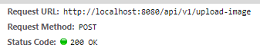 Request URL: http://localhost:8080/api/v1/upload-image
Request Method: POST
Status Code: 200 OK